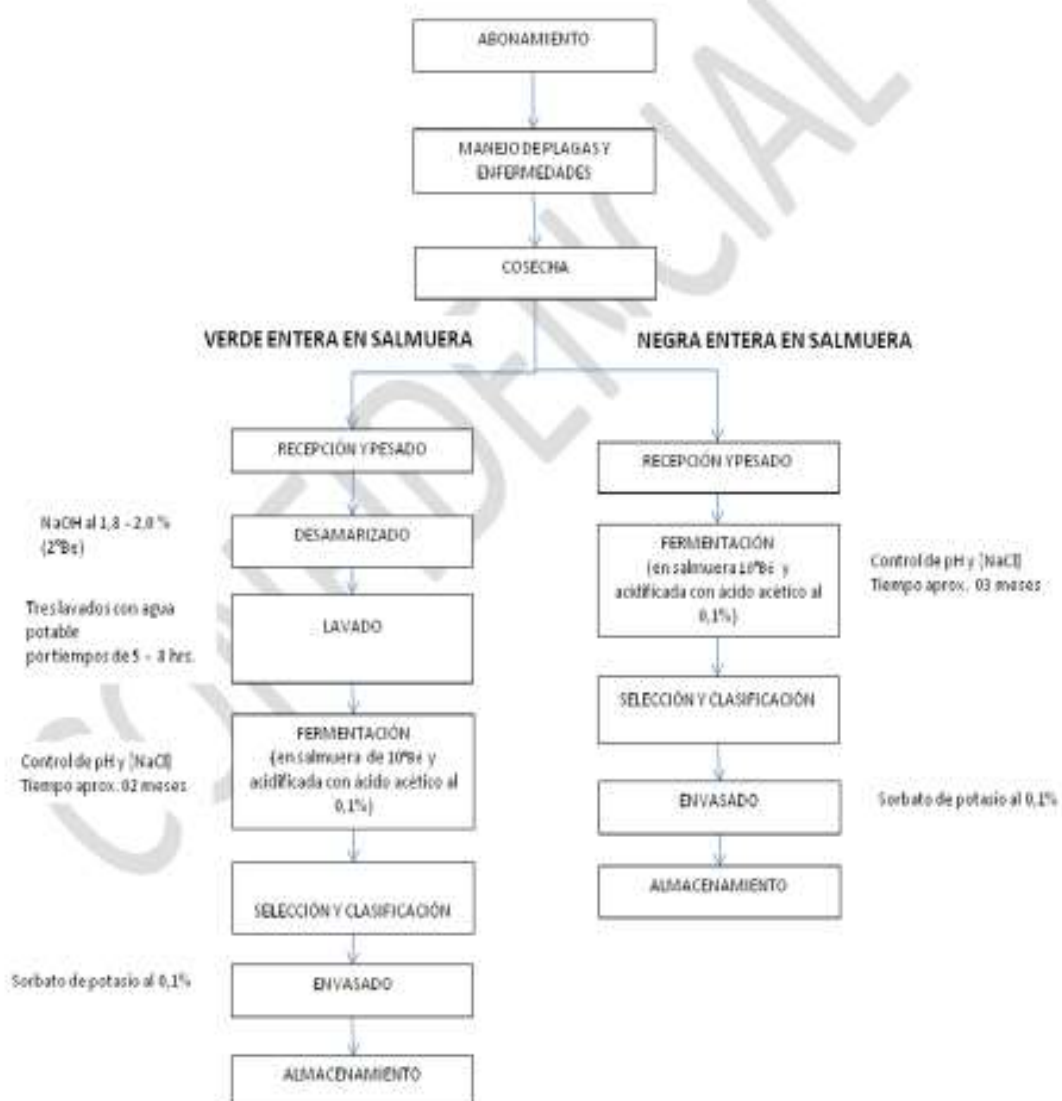 ABONAMIENTO
MANEJO DE PLAGAS Y
ENFERMEDADES
COSECHA
VERDE ENTERA EN SALMUERA
NEGRA ENTERA EN SALMUERA
RECEPCIÓN Y PESADO
NaOH al 1,8 - 2,0 %
(2°Be)
DESAMARIZADO
Tres lavados con agua
potable
por tiempos de 5 - 8 hrs.
LAVADO
Control de pH y [NaCl]
Tiempo aprox. 02 meses
FERMENTACIÓN
(en salmuera de 10°Bé y
acidificada con ácido acético al
0,1%)
SELECCIÓN Y CLASIFICACIÓN
Sorbato de potasio al 0,1%
ENVASADO
ALMACENAMIENTO
RECEPCIÓN Y PESADO
FERMENTACIÓN
(en salmuera 10°Bé y
acidificada con ácido acético al
0,1%)
Control de pH y [NaCl]
Tiempo aprox. 03 meses
SELECCIÓN Y CLASIFICACIÓN
ENVASADO
Sorbato de potasio al 0,1%
ALMACENAMIENTO
CONFIDENCIAL